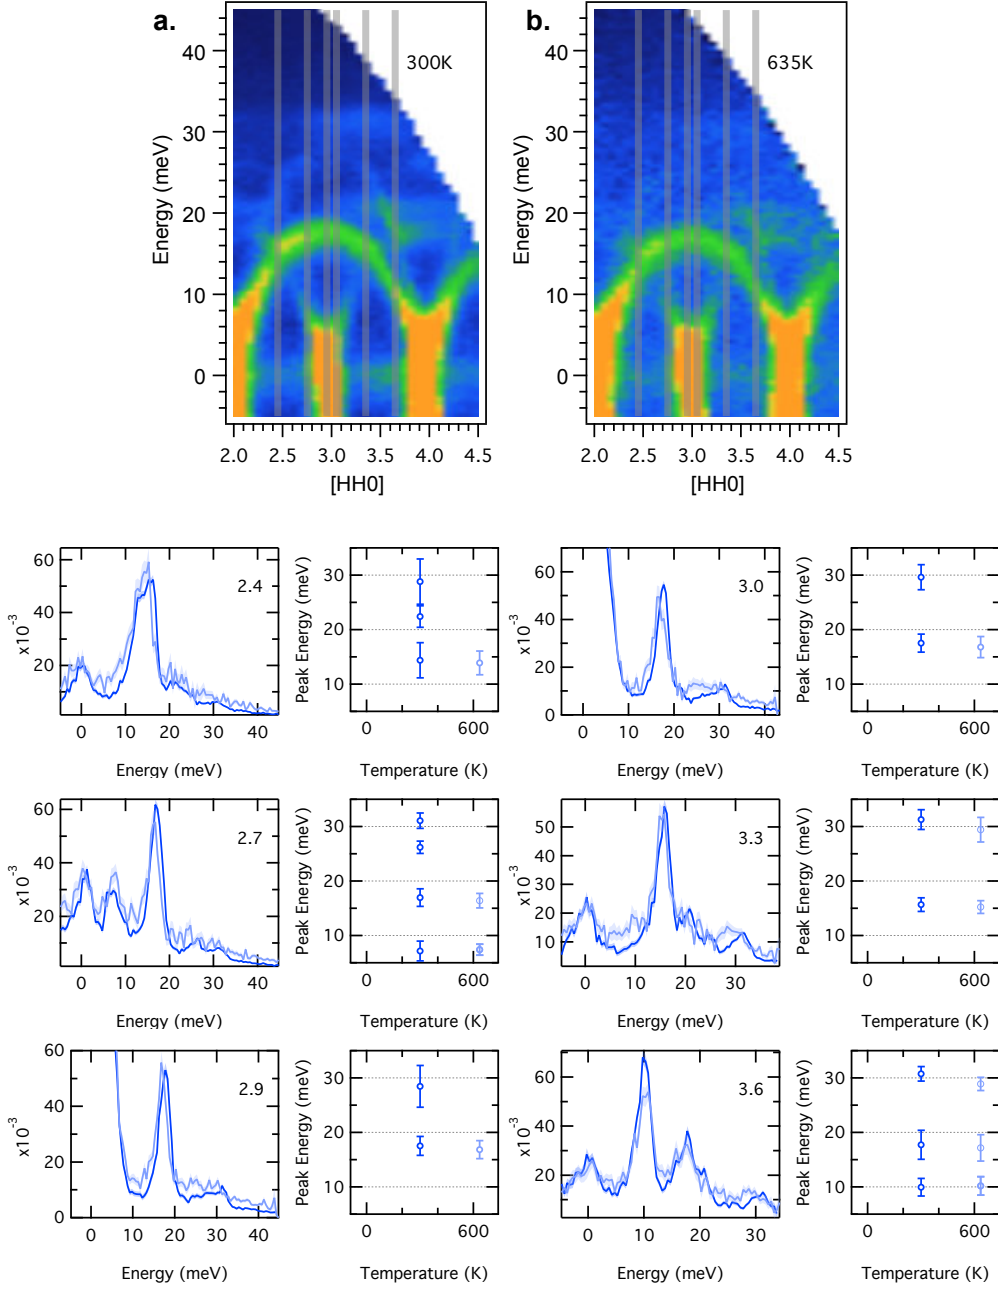 a.
b.
300K
635K
40
30
20
10
0
Energy (meV)
40
30
20
10
0
Energy (meV)
2.0 2.5 3.0 3.5 4.0 4.5
[HH0]
2.0 2.5 3.0 3.5 4.0 4.5
[HH0]
2.4
60
40
20
x10⁻³
0 10 20 30 40
Energy (meV)
30
20
10
Peak Energy (meV)
0 600
Temperature (K)
3.0
60
40
20
0
x10⁻³
0 10 20 30 40
Energy (meV)
30
20
10
Peak Energy (meV)
0 600
Temperature (K)
2.7
60
40
20
x10⁻³
0 10 20 30 40
Energy (meV)
30
20
10
Peak Energy (meV)
0 600
Temperature (K)
3.3
50
40
30
20
10
x10⁻³
0 10 20 30
Energy (meV)
30
20
10
Peak Energy (meV)
0 600
Temperature (K)
2.9
60
40
20
0
x10⁻³
0 10 20 30 40
Energy (meV)
30
20
10
Peak Energy (meV)
0 600
Temperature (K)
3.6
60
40
20
x10⁻³
0 10 20 30
Energy (meV)
30
20
10
Peak Energy (meV)
0 600
Temperature (K)